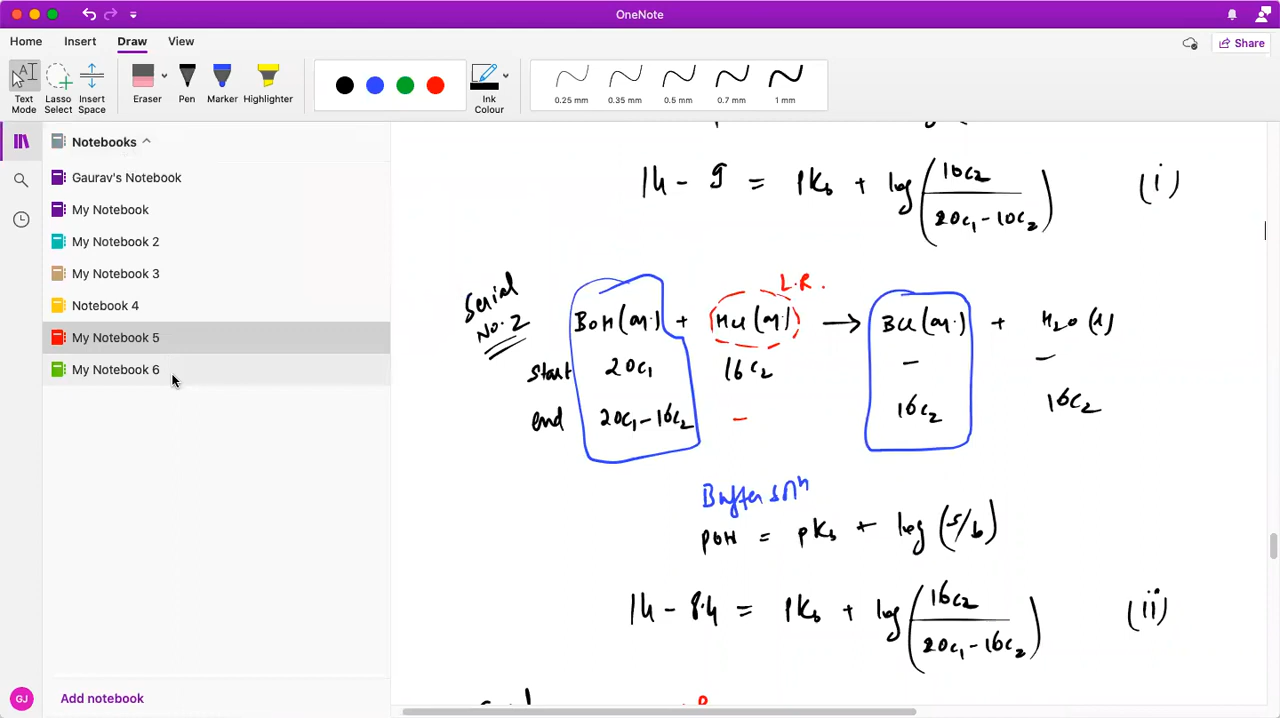 OneNote
Home Insert Draw View
Share
Text Mode
Lasso Select
Insert Space
Eraser
Pen
Marker
Highlighter
Ink Colour
0.25 mm 0.35 mm 0.5 mm 0.7 mm 1 mm
Notebooks
Gaurav's Notebook
My Notebook
My Notebook 2
My Notebook 3
Notebook 4
My Notebook 5
My Notebook 6
GJ
Add notebook
14 - 9 = pKb + log(10c2/20c1-10c2) (i)
Serial No. 2
L.R.
BOH(aq.) + HCl(aq.) → BCl(aq.) + H2O(l)
start 20c1 16c2 - -
end 20c1-16c2 - 16c2 16c2
Buffer solⁿ
pOH = pKb + log(s/b)
14 - 8.4 = pKb + log(16c2/20c1-16c2) (ii)